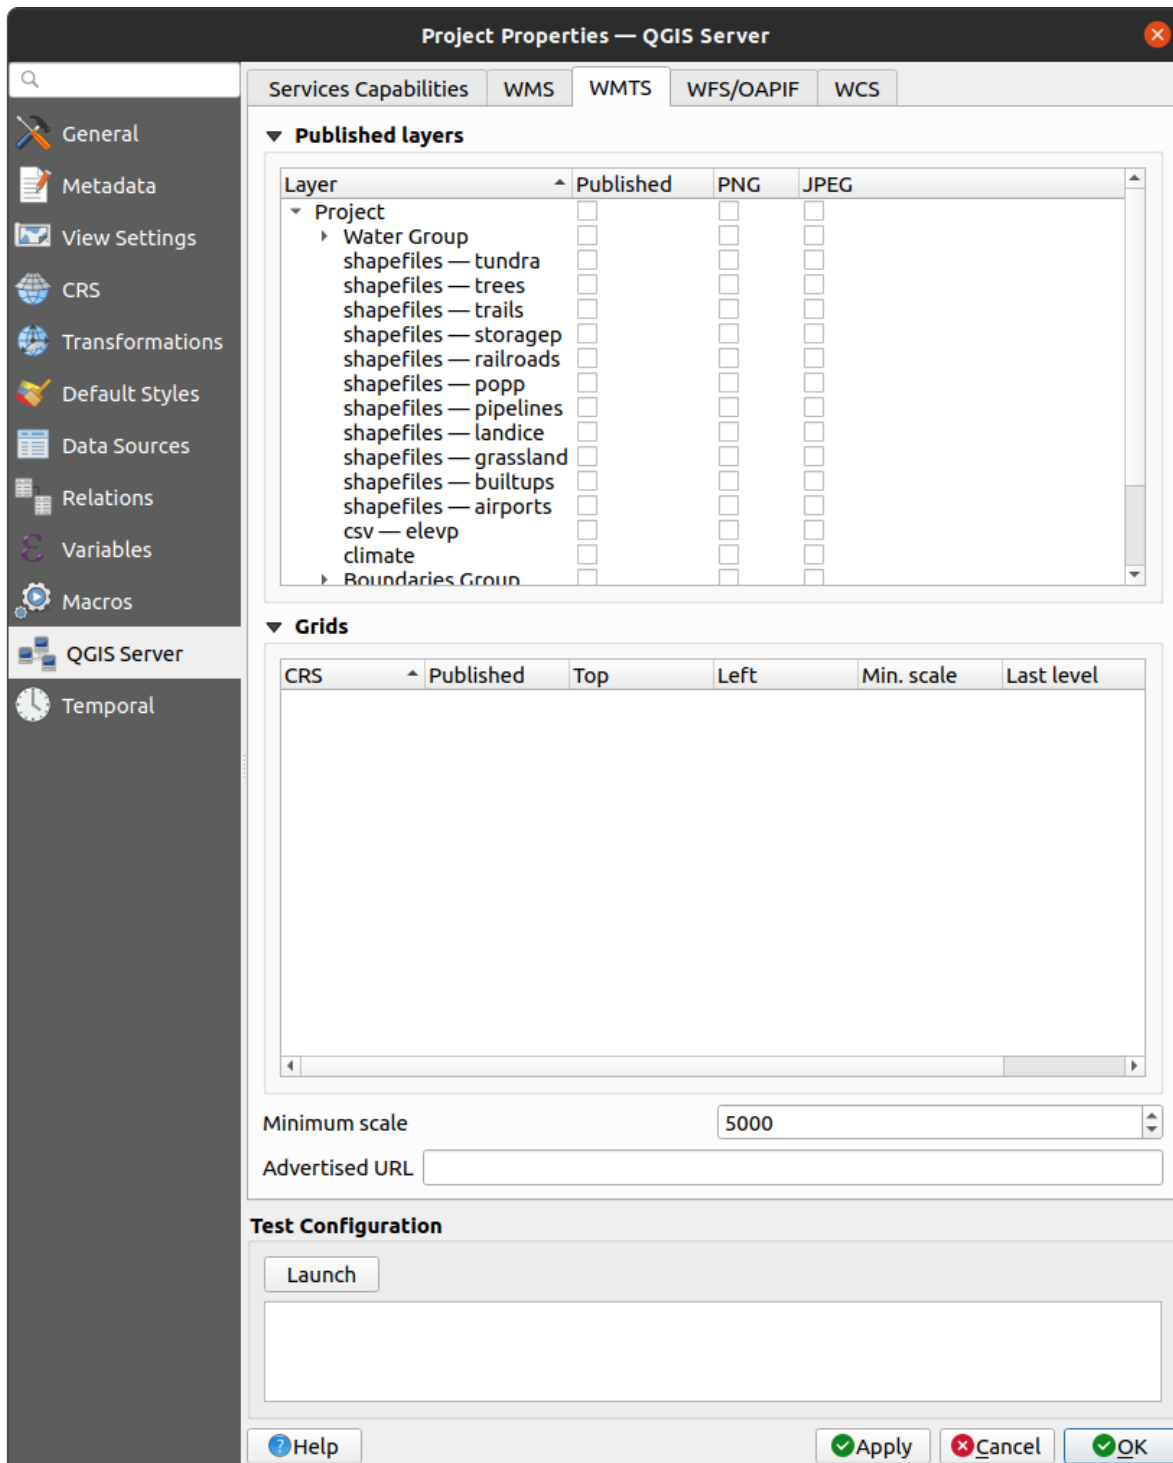 Project Properties — QGIS Server
General
Metadata
View Settings
CRS
Transformations
Default Styles
Data Sources
Relations
Variables
Macros
QGIS Server
Temporal
Services Capabilities WMS WMTS WFS/OAPIF WCS
Published layers
Layer Published PNG JPEG
Project
Water Group
shapefiles — tundra
shapefiles — trees
shapefiles — trails
shapefiles — storagep
shapefiles — railroads
shapefiles — popp
shapefiles — pipelines
shapefiles — landice
shapefiles — grassland
shapefiles — builtups
shapefiles — airports
csv — elevp
climate
Boundaries Group
Grids
CRS Published Top Left Min. scale Last level
Minimum scale 5000
Advertised URL
Test Configuration
Launch
Help Apply Cancel OK